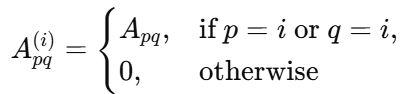 $A_{pq}^{(i)} = \begin{cases} A_{pq}, & \text{if } p = i \text{ or } q = i, \\ 0, & \text{otherwise} \end{cases}$